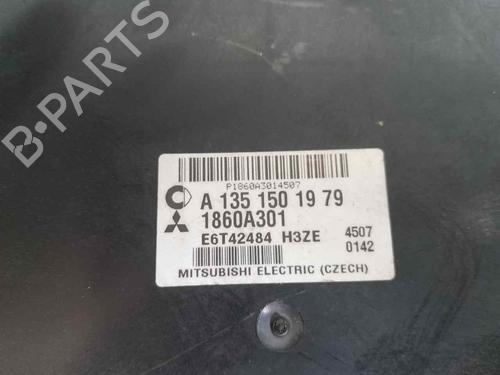 B-PARTS
P1860A3014507
A 135 150 19 79
1860A301
E6T42484 H3ZE 4507
0142
MITSUBISHI ELECTRIC (CZECH)